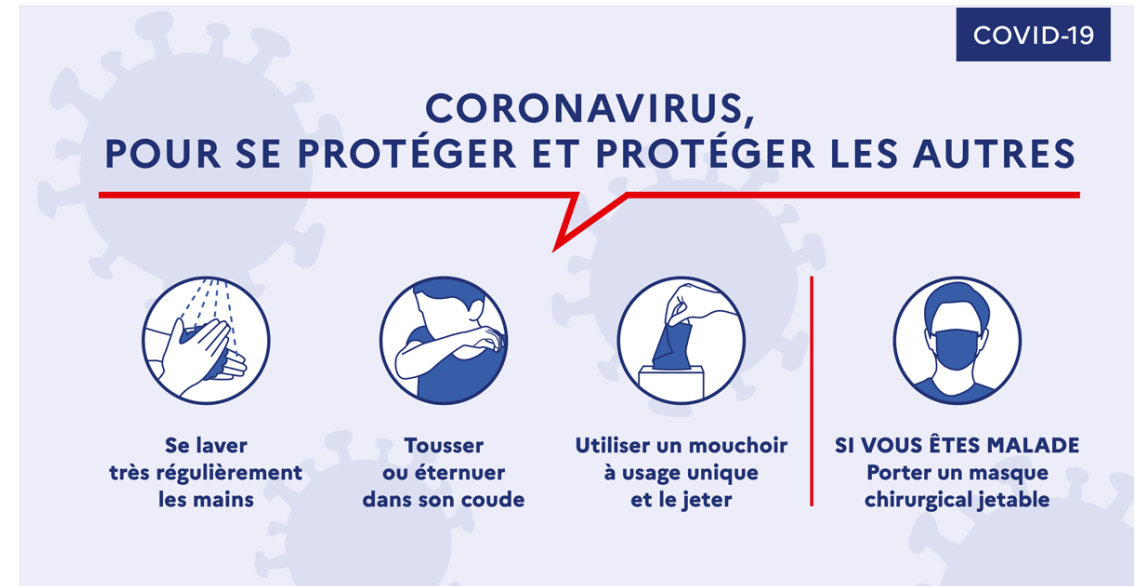 COVID-19
CORONAVIRUS,
POUR SE PROTÉGER ET PROTÉGER LES AUTRES
Se laver
très régulièrement
les mains
Tousser
ou éternuer
dans son coude
Utiliser un mouchoir
à usage unique
et le jeter
SI VOUS ÊTES MALADE
Porter un masque
chirurgical jetable